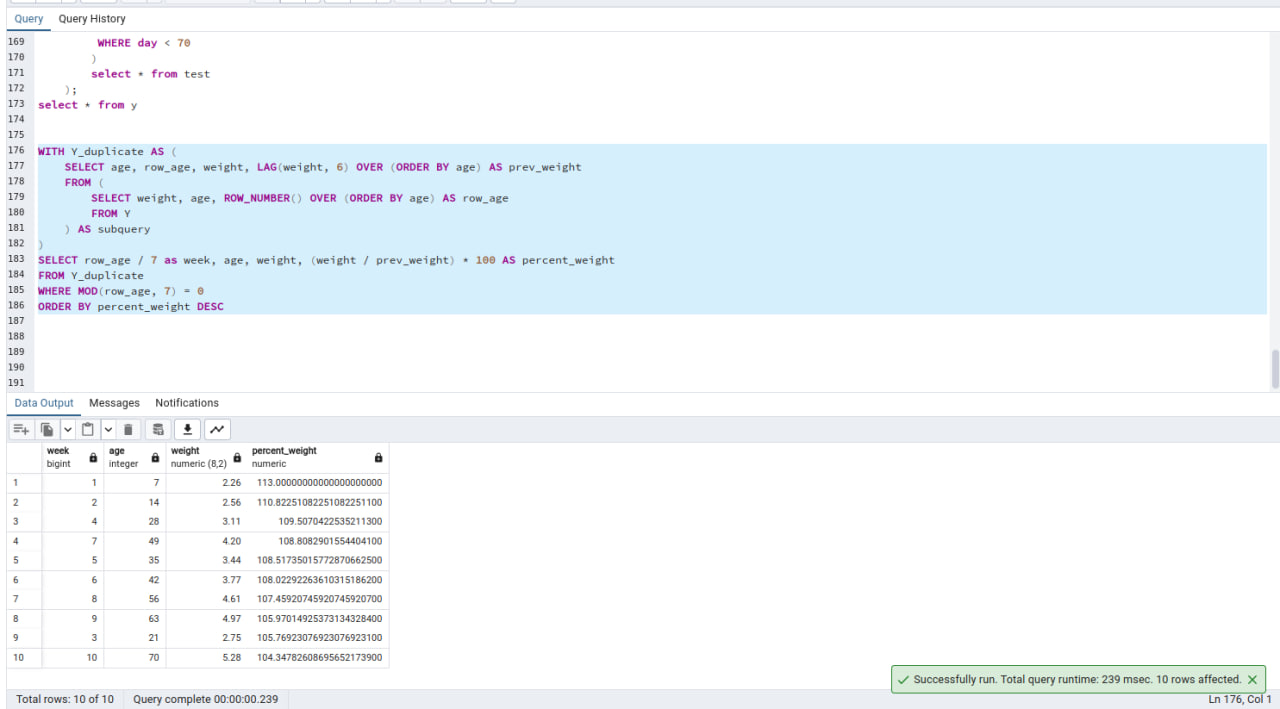 Query Query History
169 WHERE day < 70
170 )
171 select * from test
172 );
173 select * from y
174
175
176 WITH Y_duplicate AS (
177 SELECT age, row_age, weight, LAG(weight, 6) OVER (ORDER BY age) AS prev_weight
178 FROM (
179 SELECT weight, age, ROW_NUMBER() OVER (ORDER BY age) AS row_age
180 FROM Y
181 ) AS subquery
182 )
183 SELECT row_age / 7 as week, age, weight, (weight / prev_weight) * 100 AS percent_weight
184 FROM Y_duplicate
185 WHERE MOD(row_age, 7) = 0
186 ORDER BY percent_weight DESC
187
188
189
190
191
Data Output Messages Notifications
week age weight percent_weight
bigint integer numeric (8,2) numeric
1 1 7 2.26 113.00000000000000000000
2 2 14 2.56 110.82251082251082251100
3 4 28 3.11 109.5070422535211300
4 7 49 4.20 108.8082901554404100
5 5 35 3.44 108.51735015772870662500
6 6 42 3.77 108.02292263610315186200
7 8 56 4.61 107.45920745920745920700
8 9 63 4.97 105.97014925373134328400
9 3 21 2.75 105.76923076923076923100
10 10 70 5.28 104.34782608695652173900
Successfully run. Total query runtime: 239 msec. 10 rows affected.
Total rows: 10 of 10 Query complete 00:00:00.239 Ln 176, Col 1